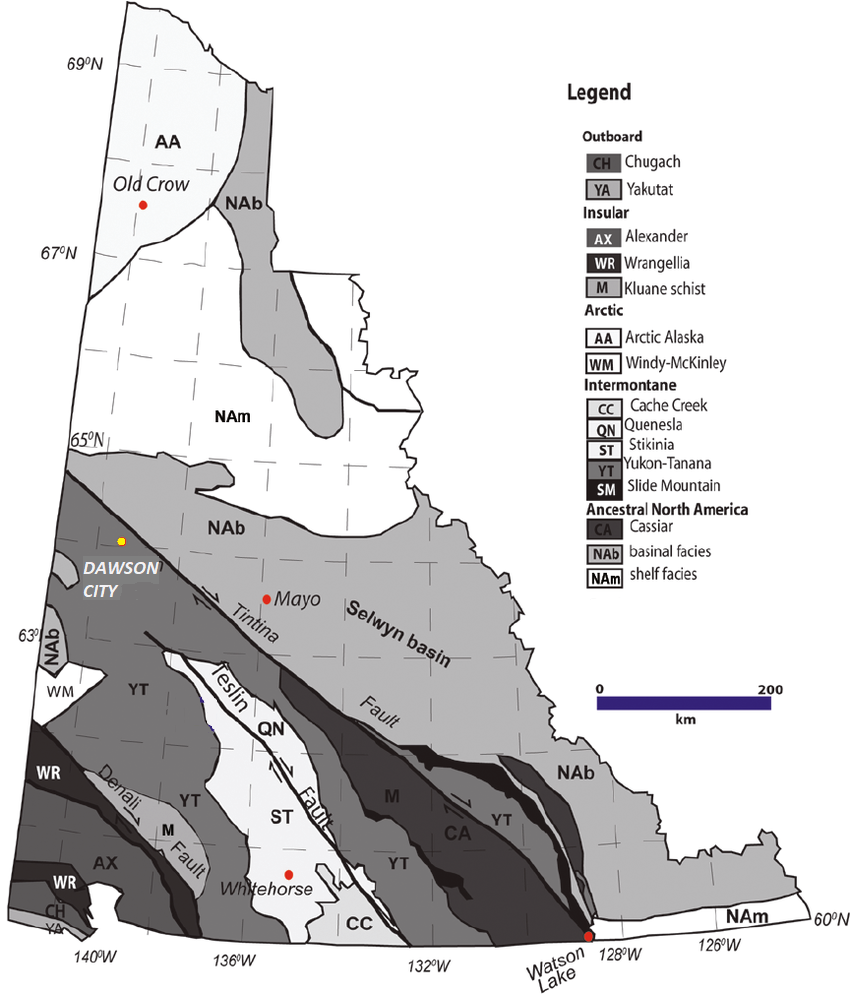 69⁰N
AA
Old Crow
NAb
67⁰N
NAm
65⁰N
NAb
DAWSON
CITY
Mayo
Tintina
Selwyn basin
63⁰
NAb
WM
YT
Teslin
QN
Fault
Fault
WR
Denali
YT
M
Fault
AX
ST
M
CA
YT
YT
NAb
Whitehorse
WR
CH
YA
CC
NAm
60⁰N
Watson
Lake
140⁰W
136⁰W
132⁰W
128⁰W
126⁰W
Legend
Outboard
CH Chugach
YA Yakutat
Insular
AX Alexander
WR Wrangellia
M Kluane schist
Arctic
AA Arctic Alaska
WM Windy-McKinley
Intermontane
CC Cache Creek
QN Quenesla
ST Stikinia
YT Yukon-Tanana
SM Slide Mountain
Ancestral North America
CA Cassiar
NAb basinal facies
NAm shelf facies
0 200
km